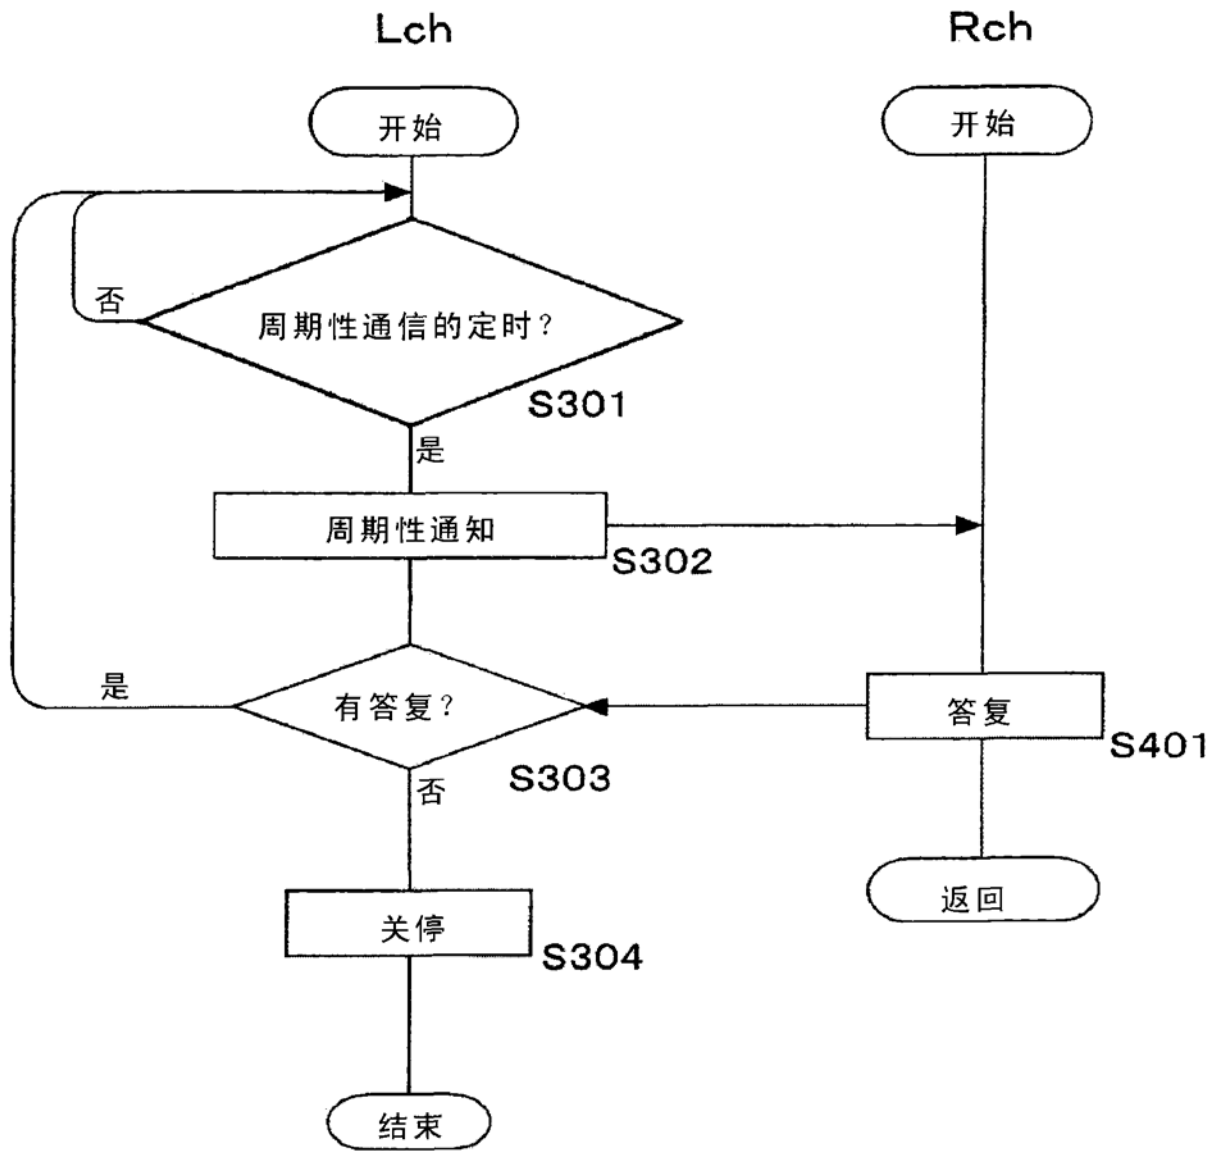 Lch
Rch
开始
开始
否
周期性通信的定时？
S301
是
周期性通知
S302
是
有答复？
答复
S401
S303
否
返回
关停
S304
结束